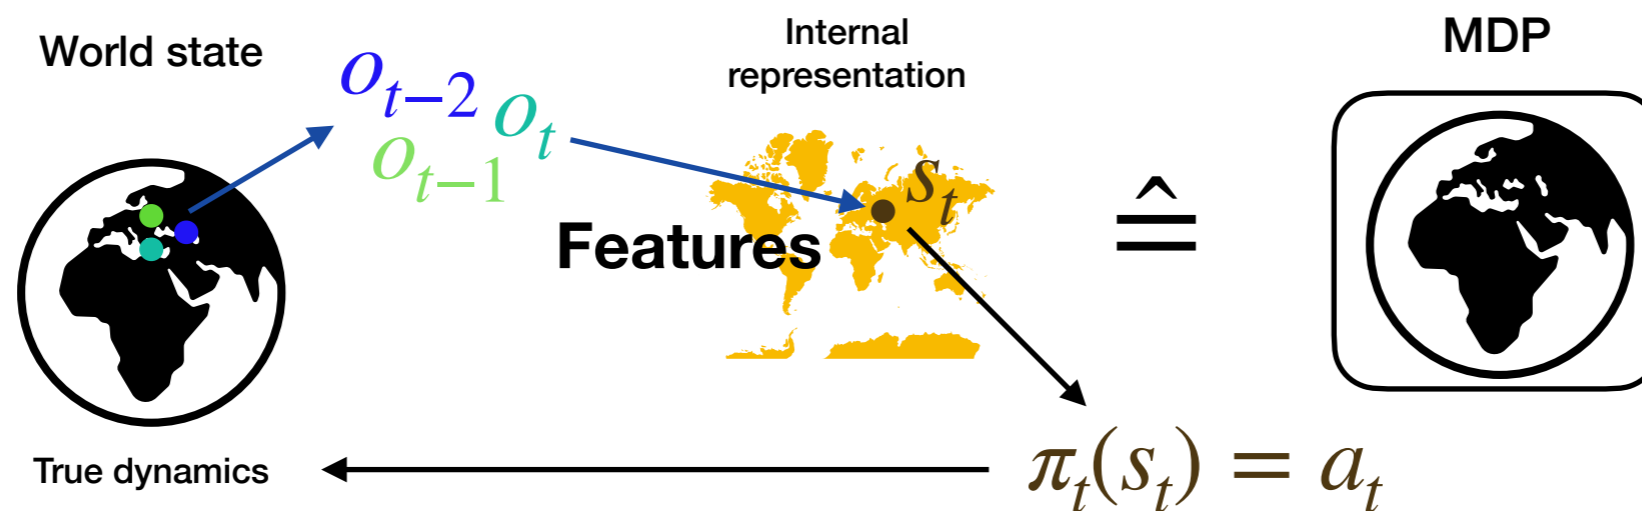 World state
o_{t-2}
o_t
o_{t-1}
Internal
representation
s_t
Features
≙
MDP
True dynamics
π_t(s_t) = a_t